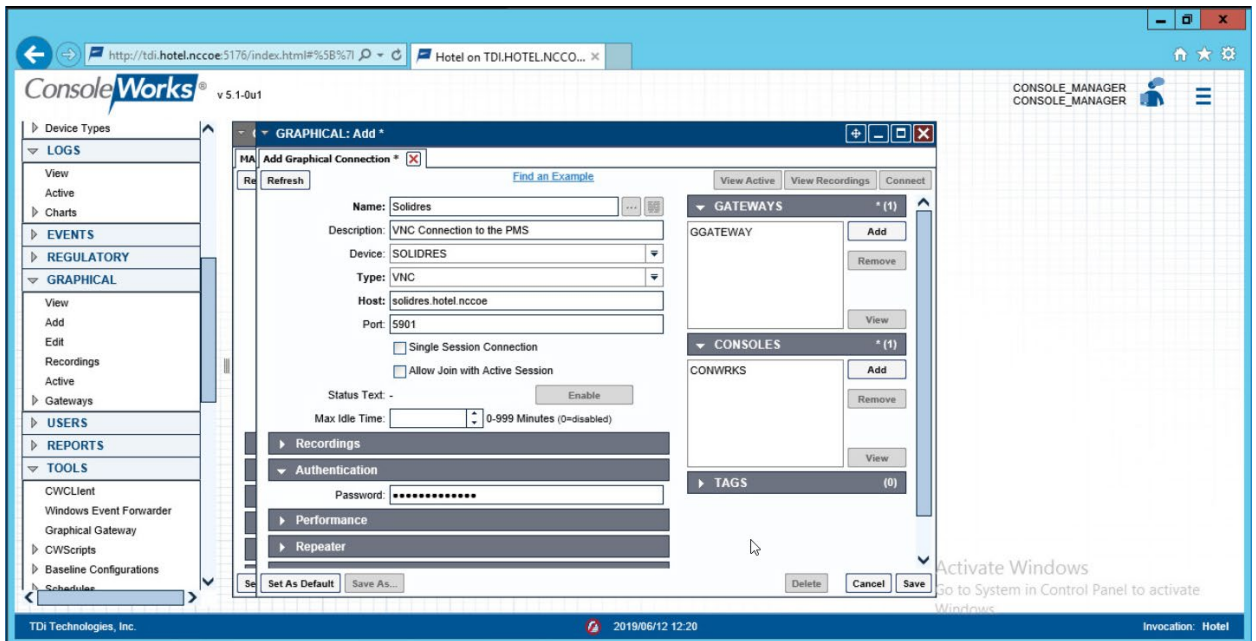 http://tdi.hotel.nccoe:5176/index.html#%5B%7I
Hotel on TDI.HOTEL.NCCO...
ConsoleWorks® v 5.1-0u1
CONSOLE_MANAGER
CONSOLE_MANAGER
Device Types
LOGS
View
Active
Charts
EVENTS
REGULATORY
GRAPHICAL
View
Add
Edit
Recordings
Active
Gateways
USERS
REPORTS
TOOLS
CWCLIent
Windows Event Forwarder
Graphical Gateway
CWScripts
Baseline Configurations
Schedules
GRAPHICAL: Add *
MA
Add Graphical Connection *
Re
Refresh
Find an Example
View Active
View Recordings
Connect
Name: Solidres
...
Description: VNC Connection to the PMS
Device: SOLIDRES
Type: VNC
Host: solidres.hotel.nccoe
Port: 5901
Single Session Connection
Allow Join with Active Session
Status Text: -
Enable
Max Idle Time:
0-999 Minutes (0=disabled)
Recordings
Authentication
Password: •••••••••••••
Performance
Repeater
GATEWAYS * (1)
GGATEWAY
Add
Remove
View
CONSOLES * (1)
CONWRKS
Add
Remove
View
TAGS (0)
Se
Set As Default
Save As...
Delete
Cancel
Save
Activate Windows
Go to System in Control Panel to activate
Windows.
TDi Technologies, Inc.
2019/06/12 12:20
Invocation: Hotel